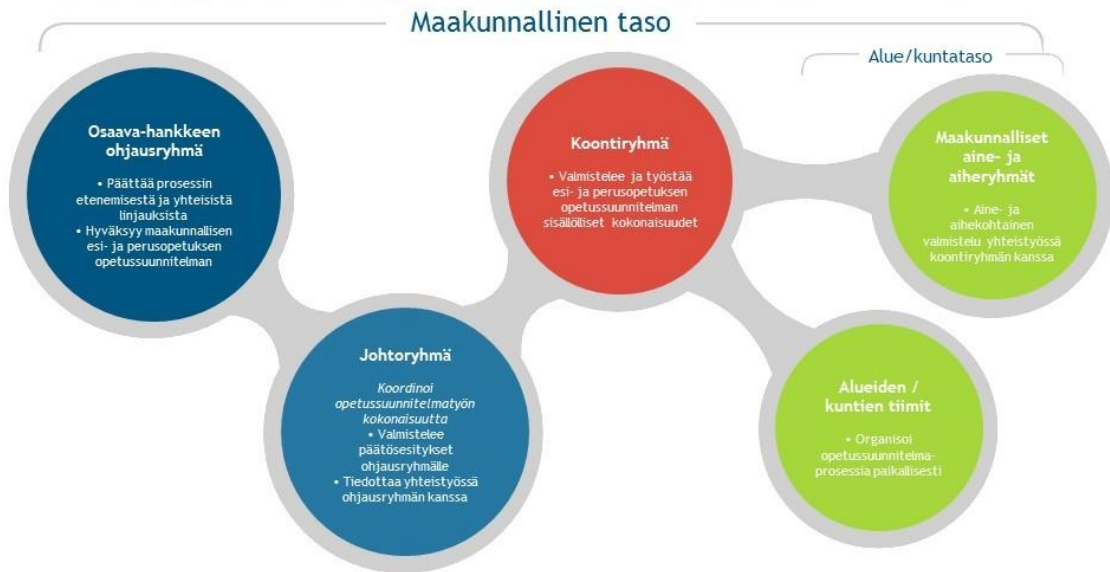 Maakunnallinen taso
Alue/kuntataso
Osaava-hankkeen
ohjausryhmä
• Päättää prosessin
etenemisestä ja yhteisistä
linjauksista
• Hyväksyy maakunnallisen
esi- ja perusopetuksen
opetussuunnitelman
Johtoryhmä
Koordinoi
opetussuunnitelmatyön
kokonaisuutta
• Valmistelee
päätösesitykset
ohjausryhmälle
• Tiedottaa yhteistyössä
ohjausryhmän kanssa
Koontiryhmä
• Valmistelee ja työstää
esi- ja perusopetuksen
opetussuunnitelman
sisällölliset kokonaisuudet
Maakunnalliset
aine- ja
aiheryhmät
• Aine- ja
aihekohtainen
valmistelu yhteistyössä
koontiryhmän kanssa
Alueiden /
kuntien tiimit
• Organisoi
opetussuunnitelma-
prosessia paikallisesti